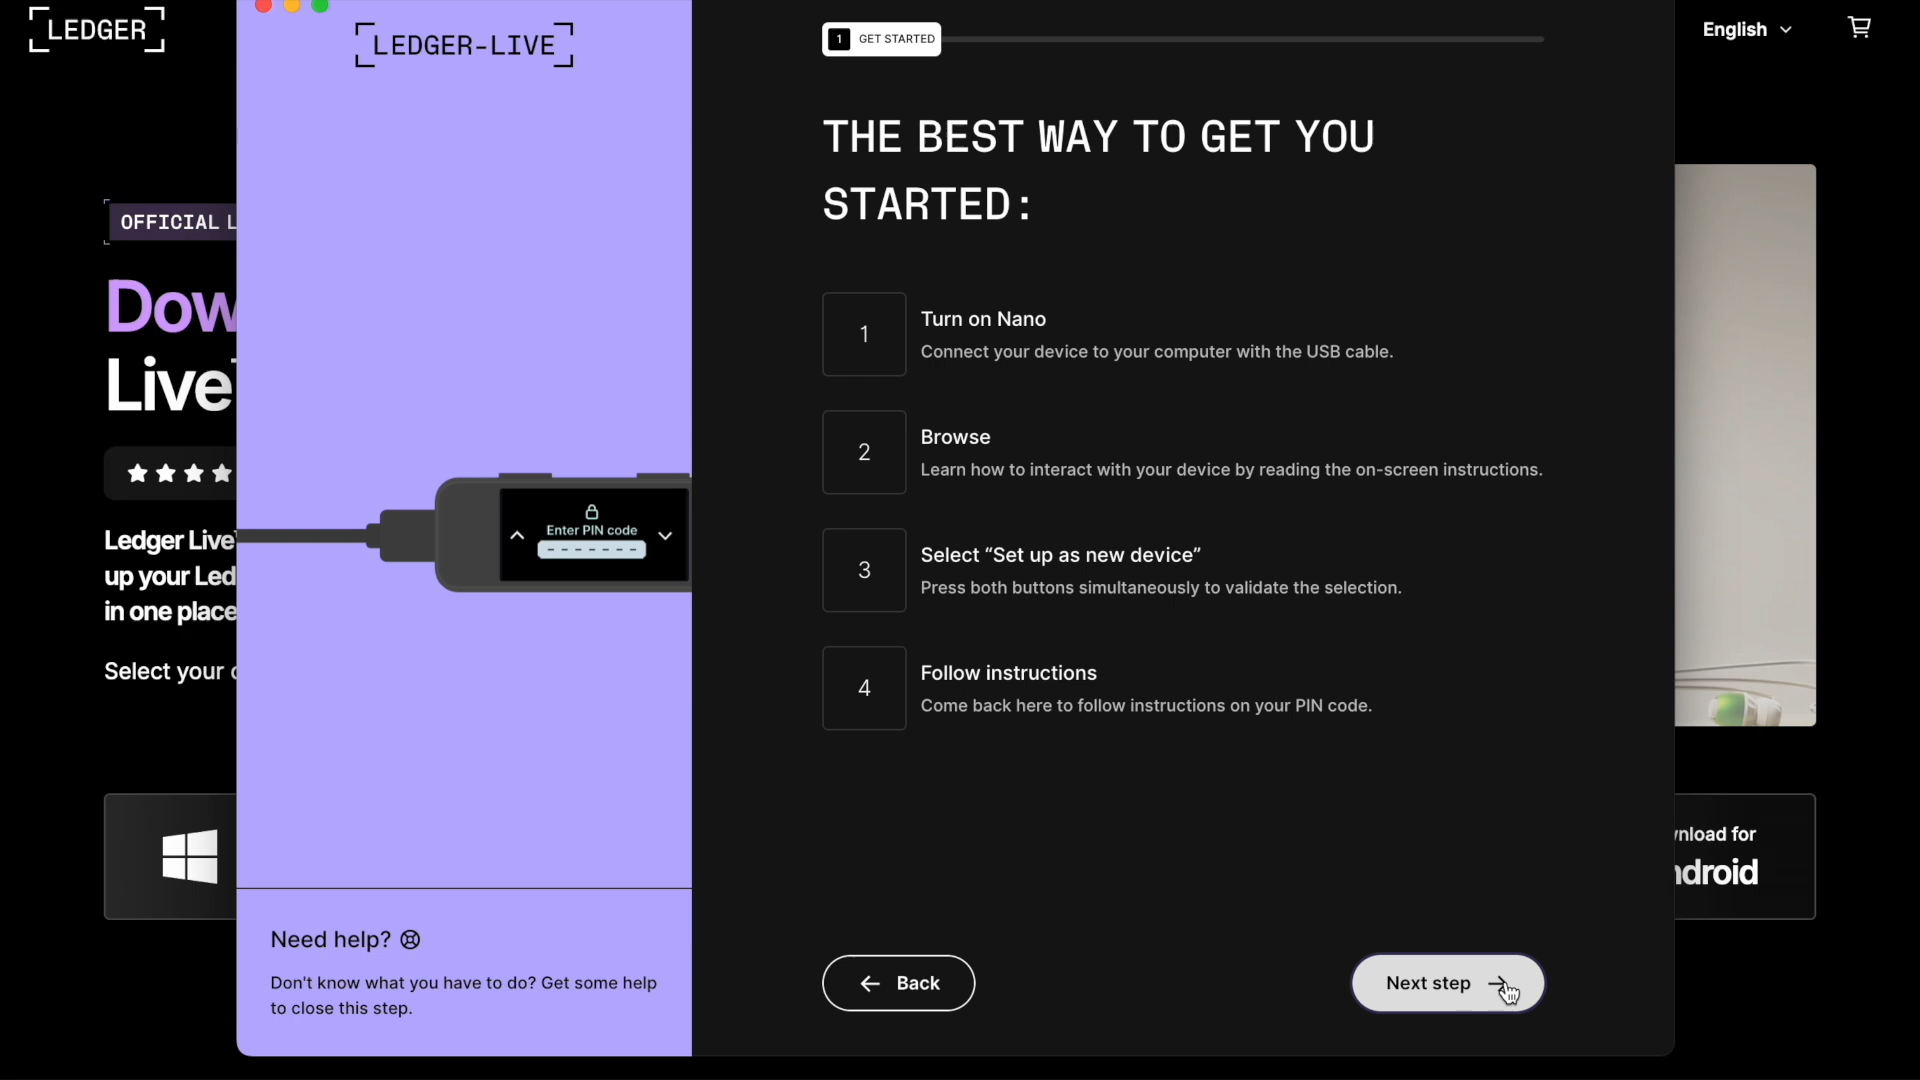 LEDGER
LEDGER-LIVE
1 GET STARTED
English
THE BEST WAY TO GET YOU
STARTED:
OFFICIAL L
Dow
Live
Ledger Live
up your Led
in one place
Select your
1
Turn on Nano
Connect your device to your computer with the USB cable.
2
Browse
Learn how to interact with your device by reading the on-screen instructions.
3
Select “Set up as new device”
Press both buttons simultaneously to validate the selection.
4
Follow instructions
Come back here to follow instructions on your PIN code.
Enter PIN code
- - - - - - -
nload for
ndroid
Need help?
Don't know what you have to do? Get some help
to close this step.
Back
Next step